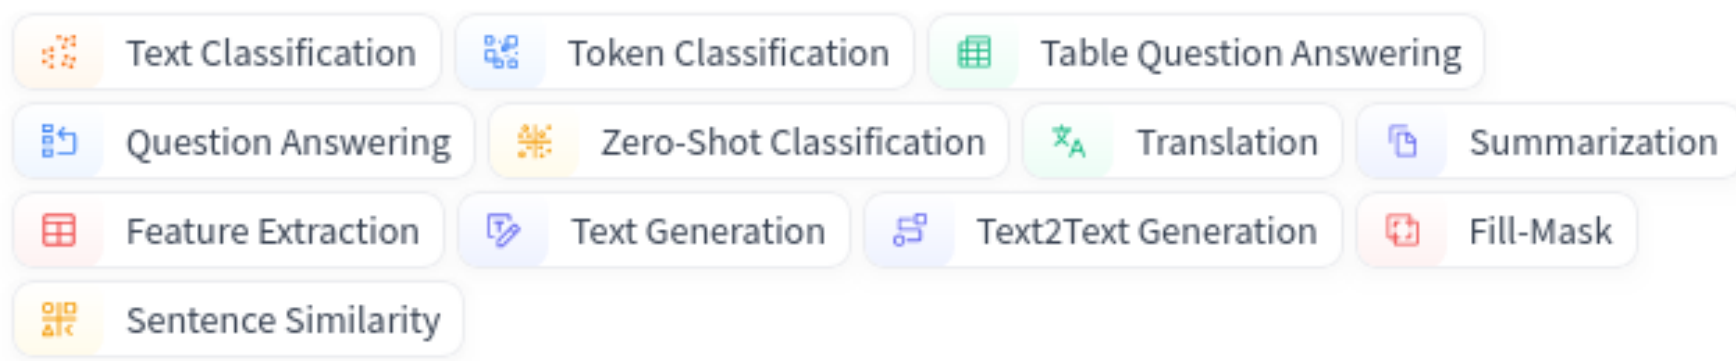 Text Classification Token Classification Table Question Answering
Question Answering Zero-Shot Classification Translation Summarization
Feature Extraction Text Generation Text2Text Generation Fill-Mask
Sentence Similarity